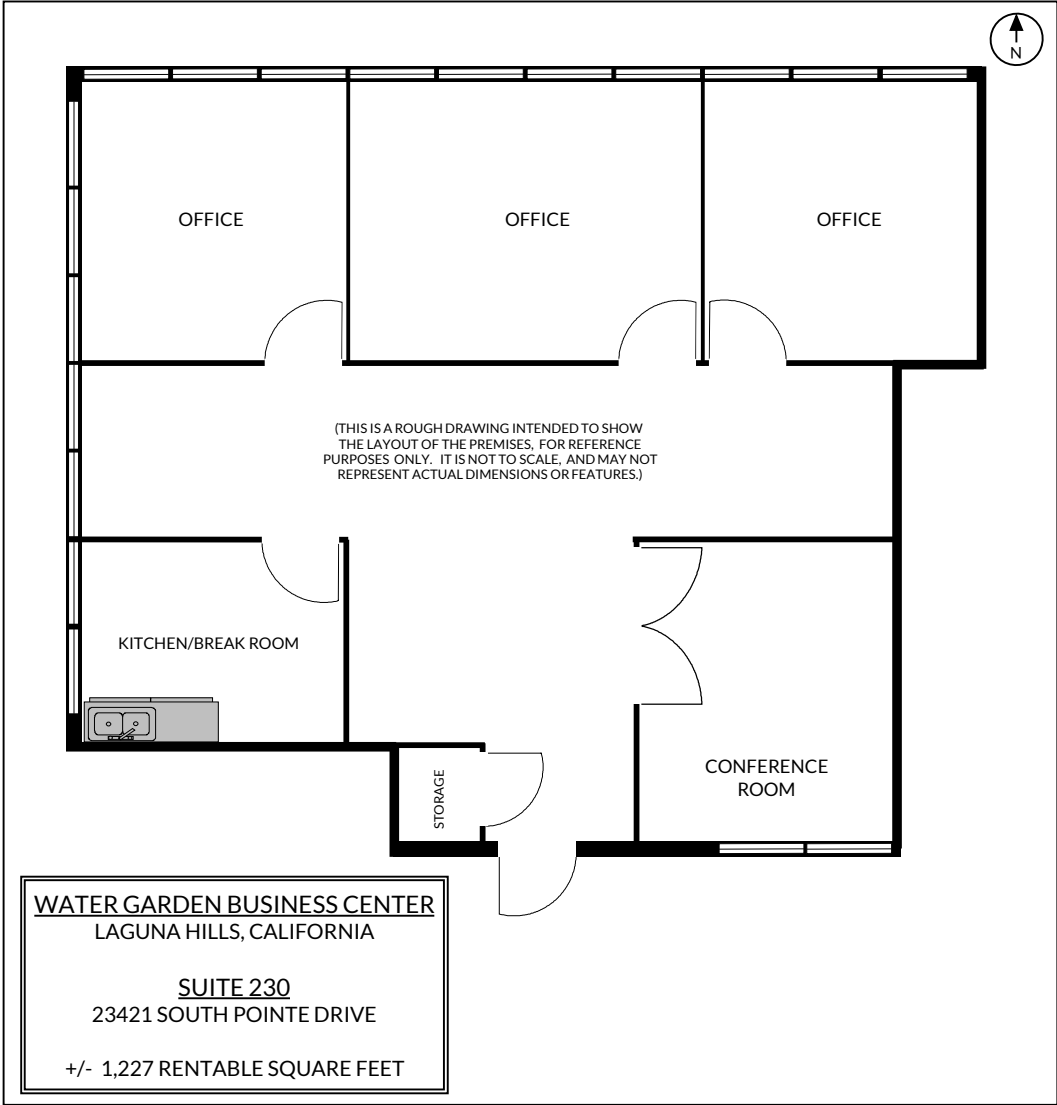 N
OFFICE
OFFICE
OFFICE
(THIS IS A ROUGH DRAWING INTENDED TO SHOW
THE LAYOUT OF THE PREMISES, FOR REFERENCE
PURPOSES ONLY. IT IS NOT TO SCALE, AND MAY NOT
REPRESENT ACTUAL DIMENSIONS OR FEATURES.)
KITCHEN/BREAK ROOM
STORAGE
CONFERENCE
ROOM
WATER GARDEN BUSINESS CENTER
LAGUNA HILLS, CALIFORNIA
SUITE 230
23421 SOUTH POINTE DRIVE
+/- 1,227 RENTABLE SQUARE FEET